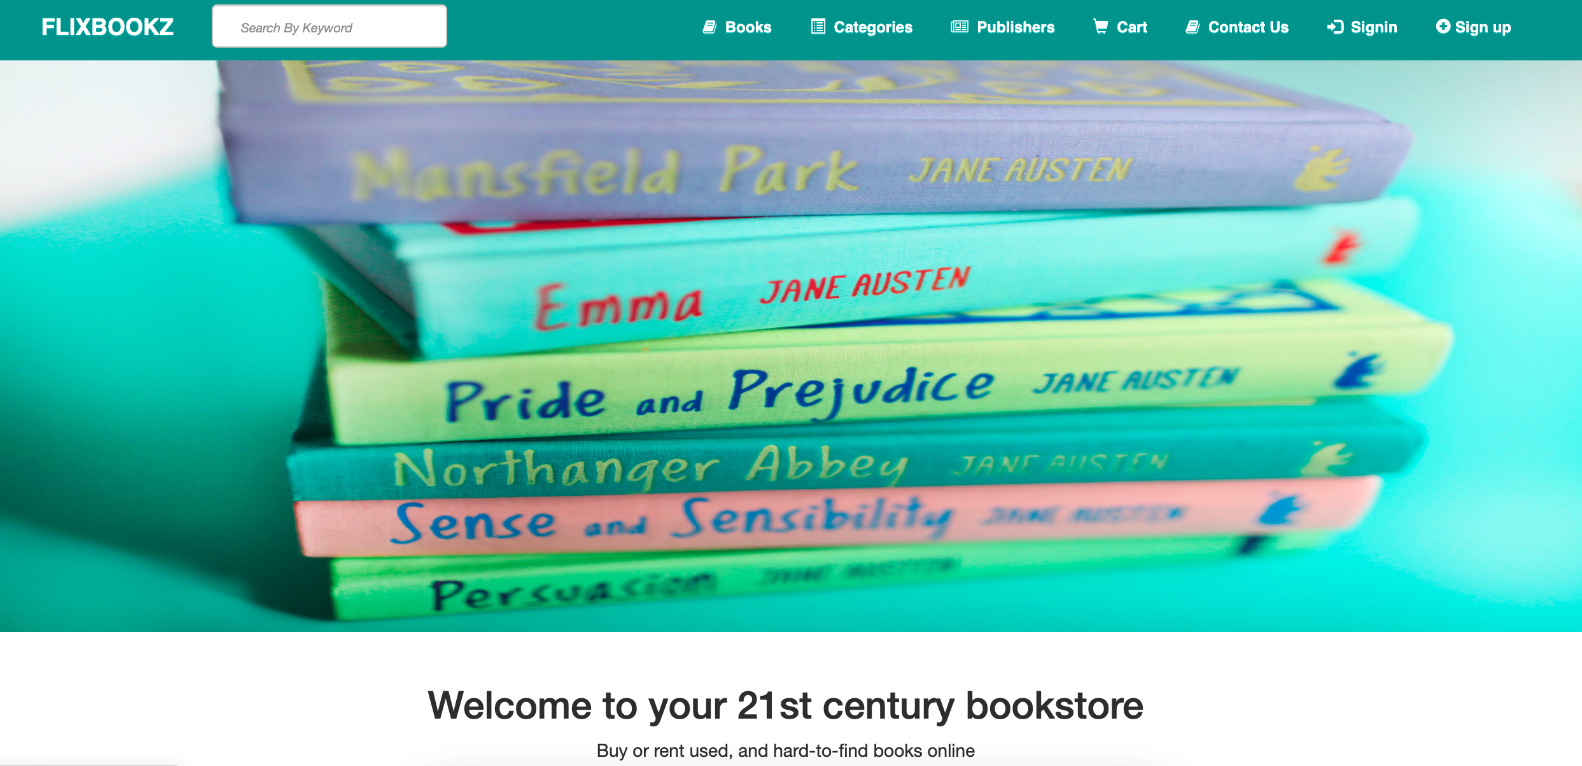 FLIXBOOKZ Search By Keyword Books Categories Publishers Cart Contact Us Signin Sign up
Mansfield Park JANE AUSTEN
Emma JANE AUSTEN
Pride and Prejudice JANE AUSTEN
Northanger Abbey JANE AUSTEN
Sense and Sensibility JANE AUSTEN
Persuasion JANE AUSTEN
Welcome to your 21st century bookstore
Buy or rent used, and hard-to-find books online